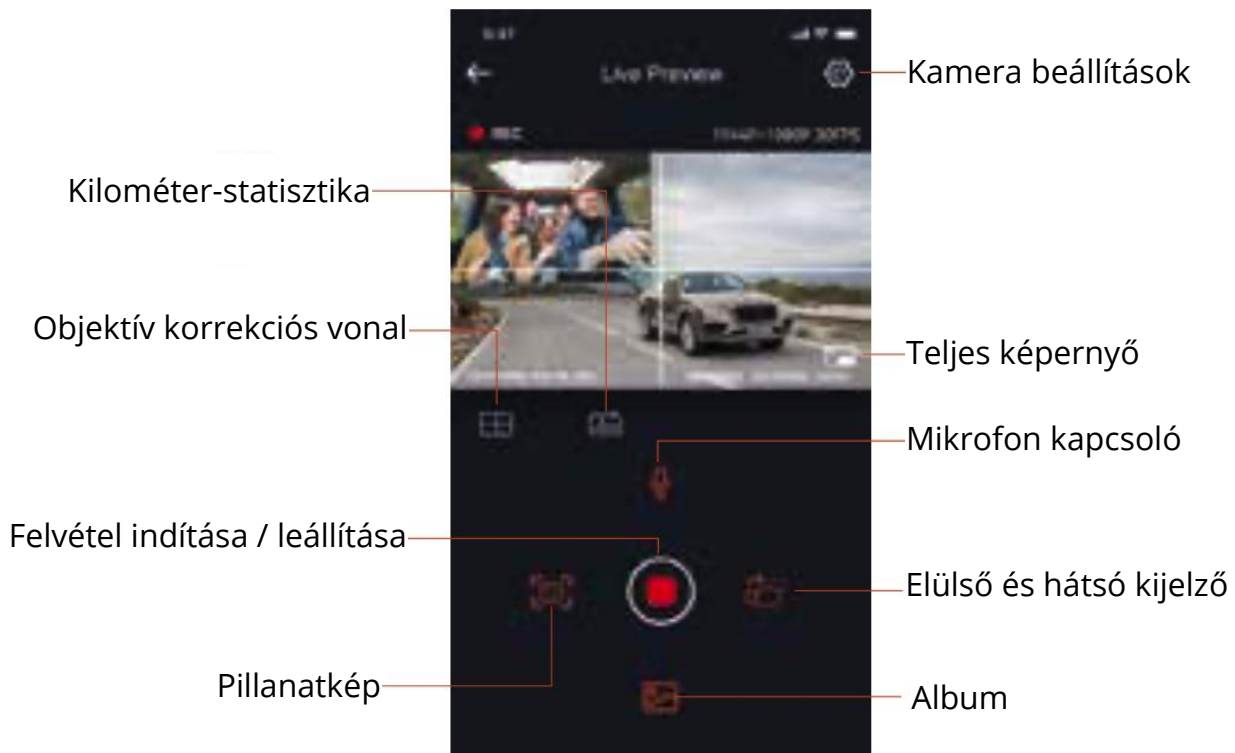 Live Preview
Kamera beállítások
REC
Kilométer-statisztika
Objektív korrekciós vonal
Teljes képernyő
Mikrofon kapcsoló
Felvétel indítása / leállítása
Elülső és hátsó kijelző
Pillanatkép
Album